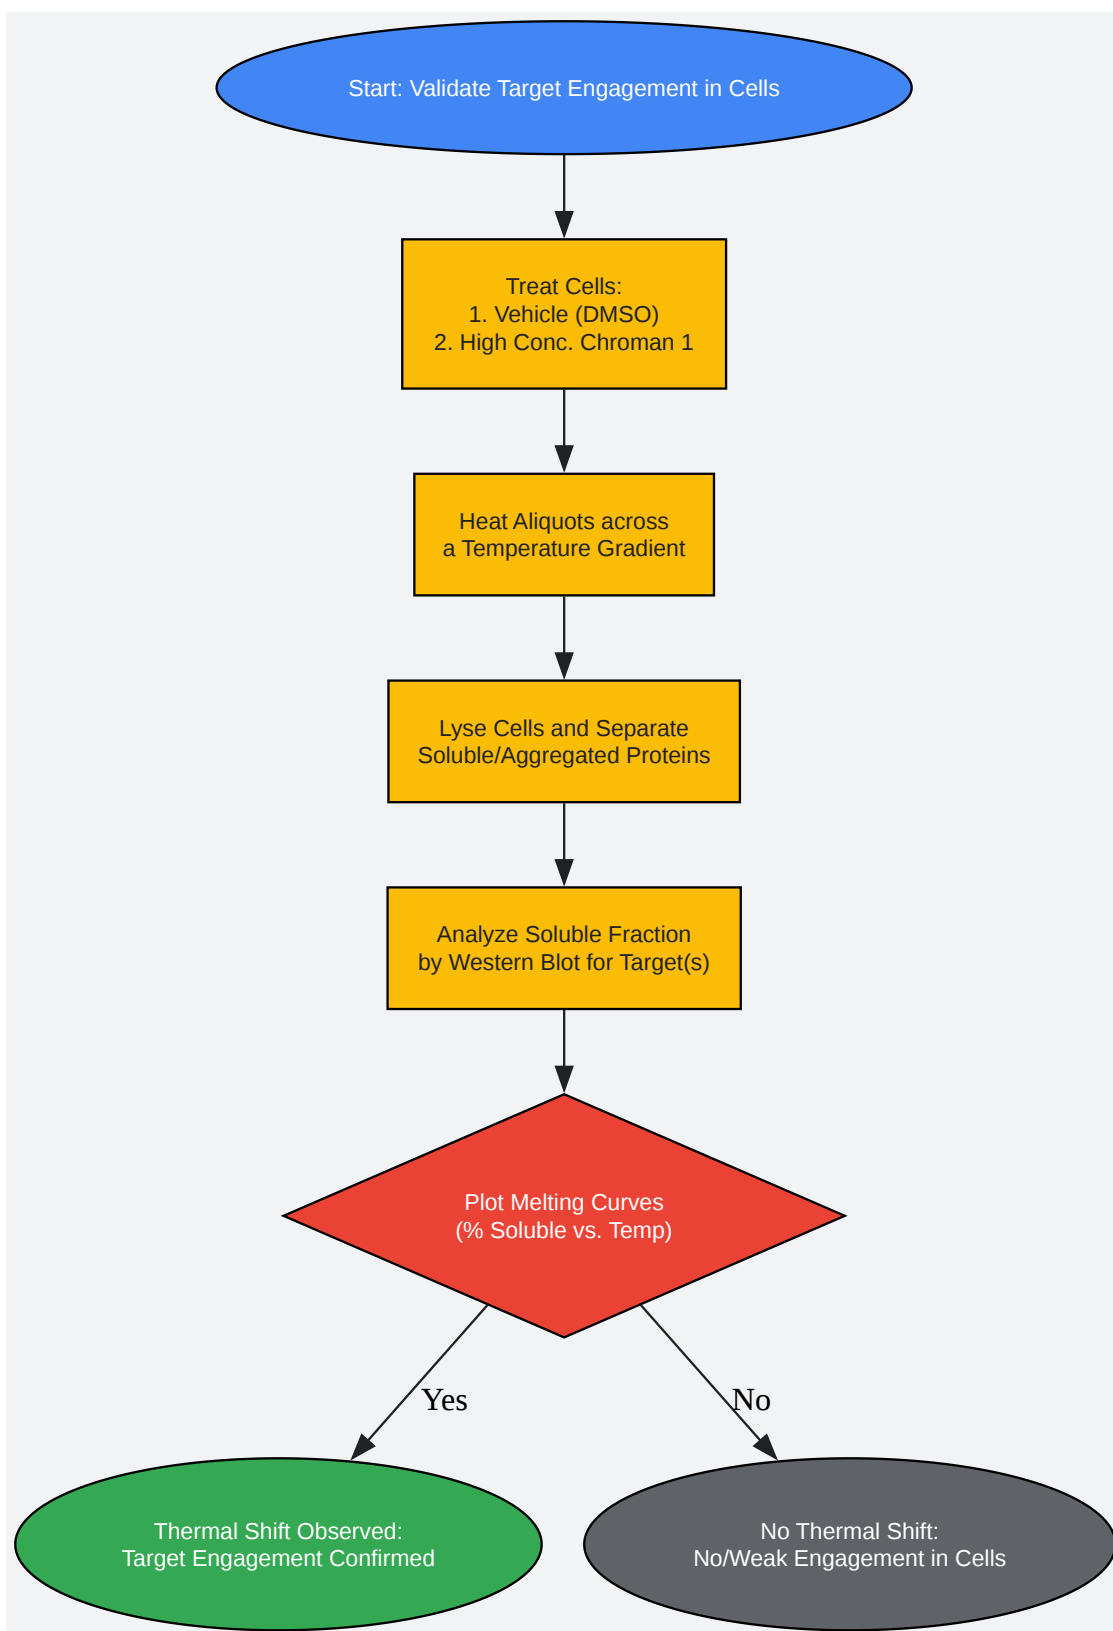 Start: Validate Target Engagement in Cells
Treat Cells:
1. Vehicle (DMSO)
2. High Conc. Chroman 1
Heat Aliquots across
a Temperature Gradient
Lyse Cells and Separate
Soluble/Aggregated Proteins
Analyze Soluble Fraction
by Western Blot for Target(s)
Plot Melting Curves
(% Soluble vs. Temp)
Yes
No
Thermal Shift Observed:
Target Engagement Confirmed
No Thermal Shift:
No/Weak Engagement in Cells